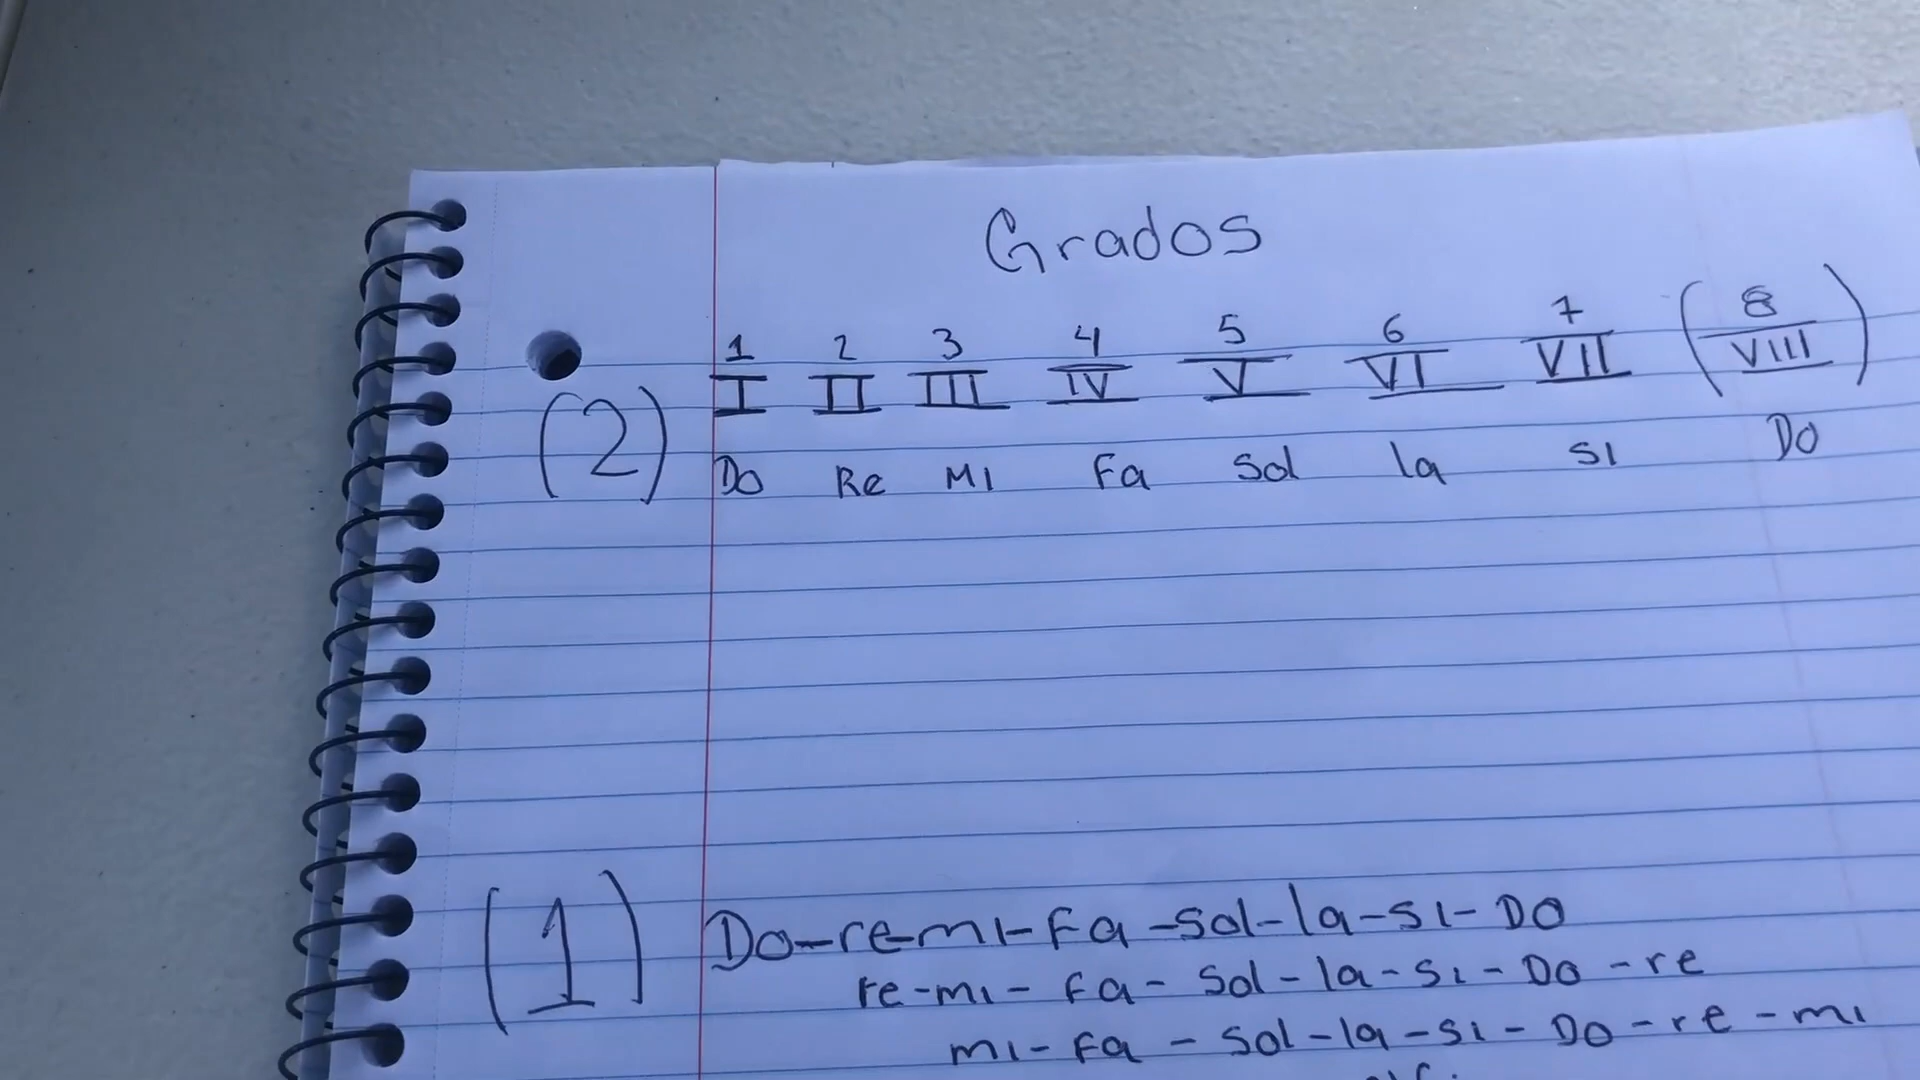 Grados
1 2 3 4 5 6 7 (8
(2) I II III IV V VI VII VIII)
Do Re Mi Fa Sol la si Do
(1) Do-re-mi-Fa-Sol-la-si-Do
re-mi-Fa-Sol-la-si-Do-re
mi-Fa-Sol-la-si-Do-re-mi